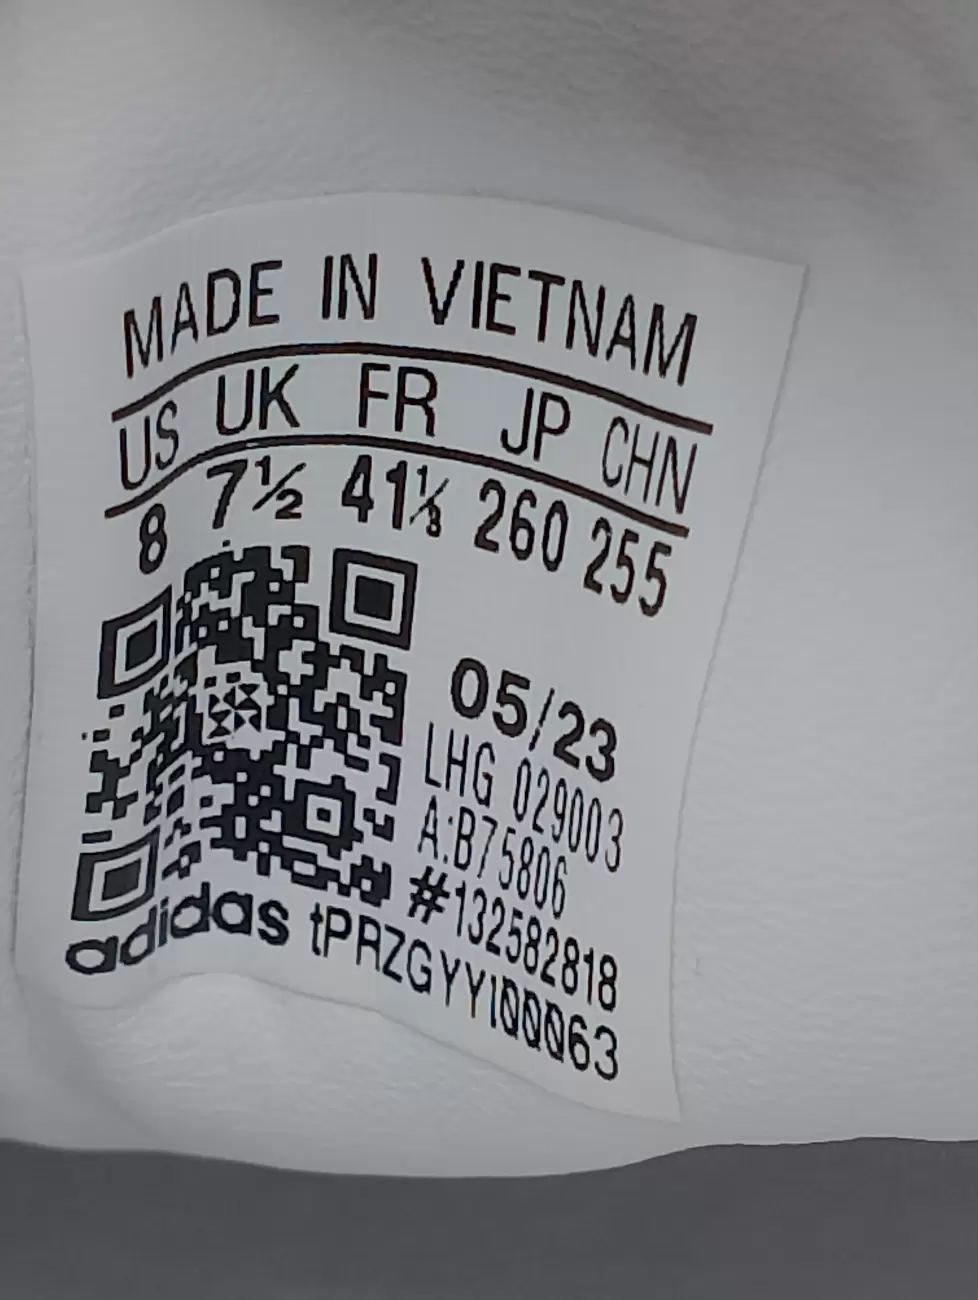 MADE IN VIETNAM
US UK FR JP CHN
8 7½ 41⅓ 260 255
05/23
LHG 029003
A:B75806
#132582818
adidas tPRZGYY100063